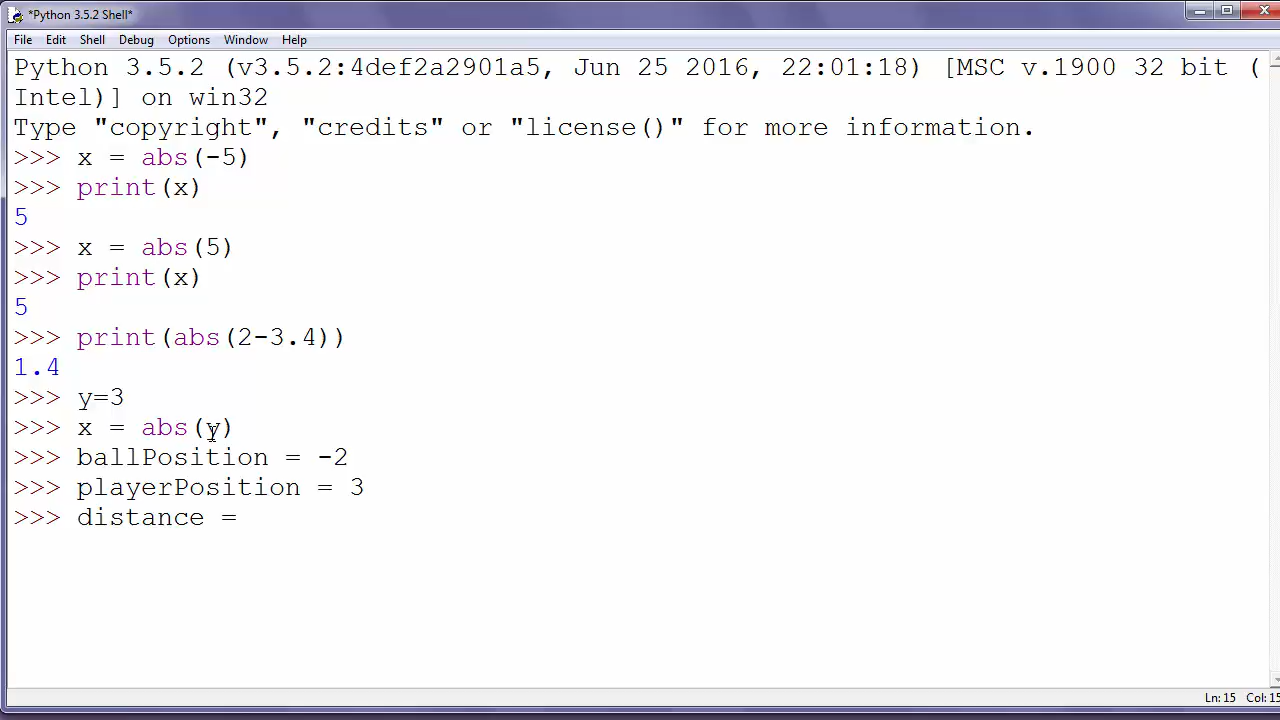 *Python 3.5.2 Shell*
File Edit Shell Debug Options Window Help
Python 3.5.2 (v3.5.2:4def2a2901a5, Jun 25 2016, 22:01:18) [MSC v.1900 32 bit (
Intel)] on win32
Type "copyright", "credits" or "license()" for more information.
>>> x = abs(-5)
>>> print(x)
5
>>> x = abs(5)
>>> print(x)
5
>>> print(abs(2-3.4))
1.4
>>> y=3
>>> x = abs(y)
>>> ballPosition = -2
>>> playerPosition = 3
>>> distance =
Ln: 15 Col: 15